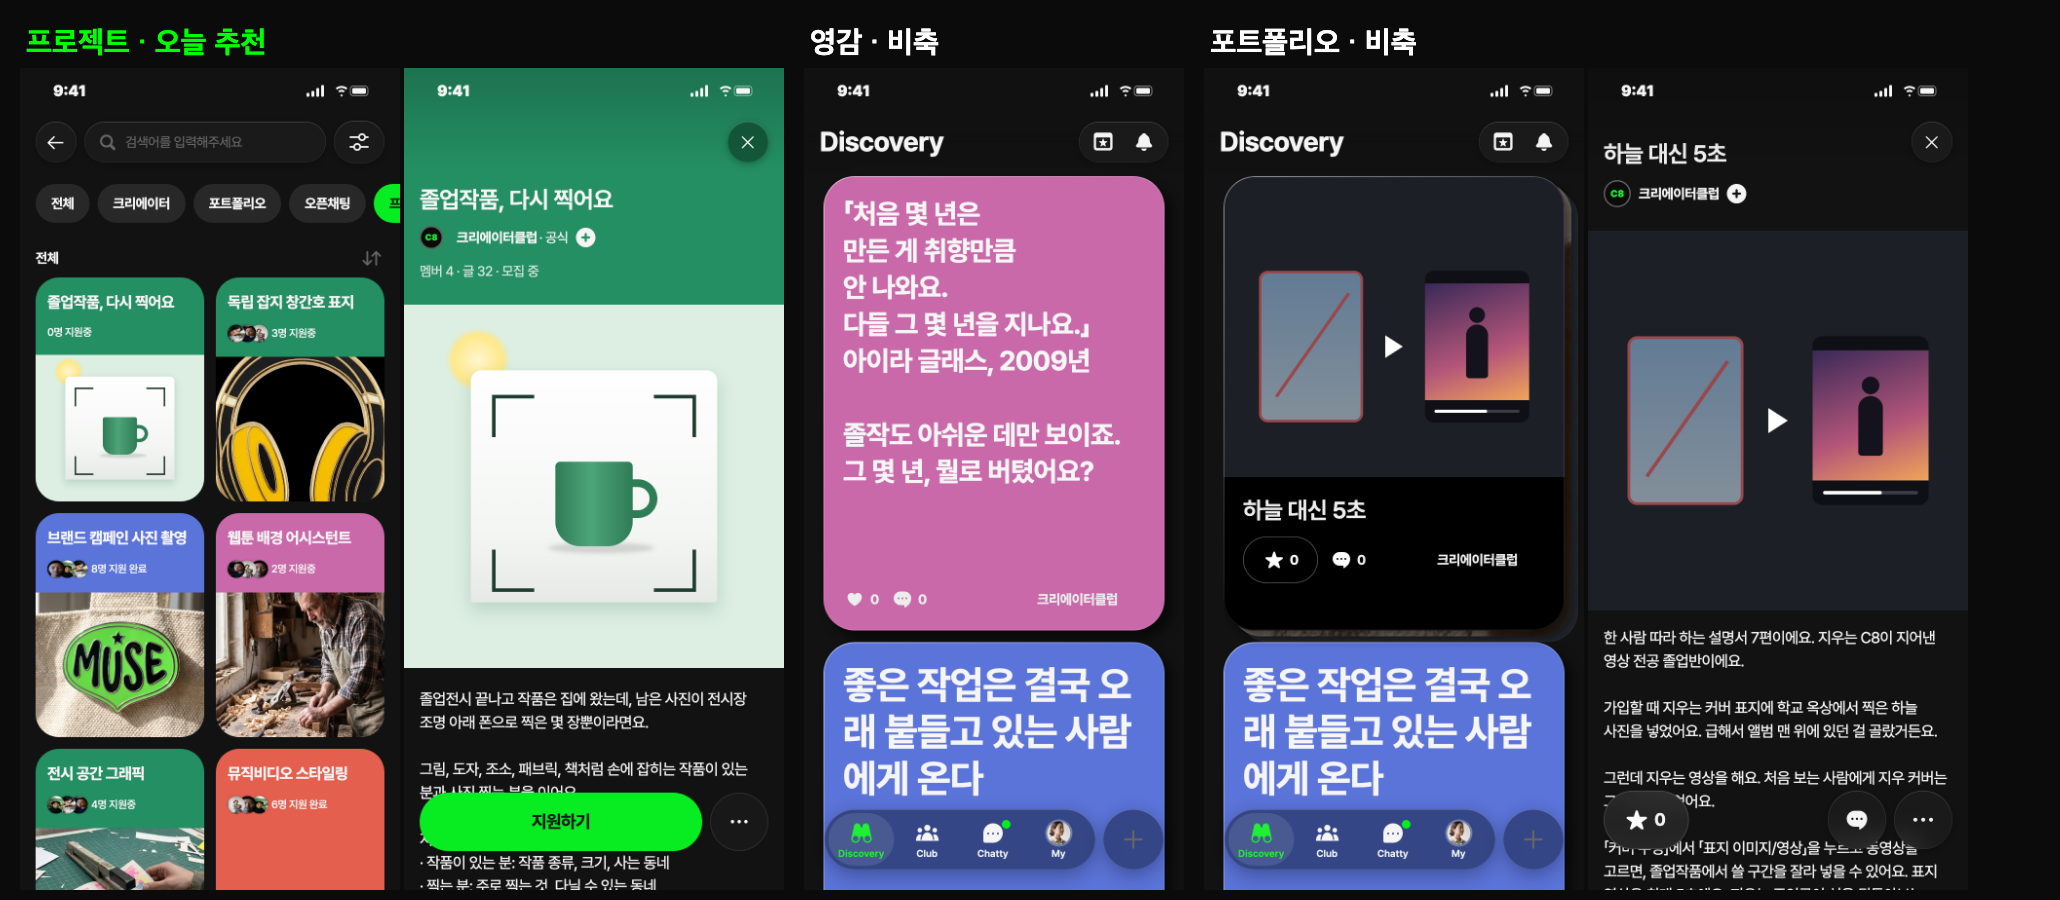 프로젝트 · 오늘 추천
영감 · 비축
포트폴리오 · 비축
9:41
검색어를 입력해주세요
전체
크리에이터
포트폴리오
오픈채팅
전체
졸업작품, 다시 찍어요
0명 지원중
독립 잡지 창간호 표지
3명 지원중
브랜드 캠페인 사진 촬영
8명 지원 완료
MUSE
웹툰 배경 어시스턴트
2명 지원중
전시 공간 그래픽
4명 지원중
뮤직비디오 스타일링
6명 지원 완료
9:41
졸업작품, 다시 찍어요
C8 크리에이터클럽 · 공식
멤버 4 · 글 32 · 모집 중
졸업전시 끝나고 작품은 집에 왔는데, 남은 사진이 전시장
조명 아래 폰으로 찍은 몇 장뿐이라면요.
그림, 도자, 조소, 패브릭, 책처럼 손에 잡히는 작품이 있는
지원하기
· 작품이 있는 분: 작품 종류, 크기, 사는 동네
· 찍는 분: 주로 찍는 것, 다닐 수 있는 동네
9:41
Discovery
「처음 몇 년은
만든 게 취향만큼
안 나와요.
다들 그 몇 년을 지나요.」
아이라 글래스, 2009년
졸작도 아쉬운 데만 보이죠.
그 몇 년, 뭘로 버텼어요?
0 0 크리에이터클럽
좋은 작업은 결국 오
래 붙들고 있는 사람
에게 온다
Discovery Club Chatty My
9:41
Discovery
하늘 대신 5초
0 0 크리에이터클럽
좋은 작업은 결국 오
래 붙들고 있는 사람
에게 온다
Discovery Club Chatty My
9:41
하늘 대신 5초
C8 크리에이터클럽
한 사람 따라 하는 설명서 7편이에요. 지우는 C8이 지어낸
영상 전공 졸업반이에요.
가입할 때 지우는 커버 표지에 학교 옥상에서 찍은 하늘
사진을 넣었어요. 급해서 앨범 맨 위에 있던 걸 골랐거든요.
그런데 지우는 영상을 해요. 처음 보는 사람에게 지우 커버는
0
고르면, 졸업작품에서 쓸 구간을 잘라 넣을 수 있어요. 표지